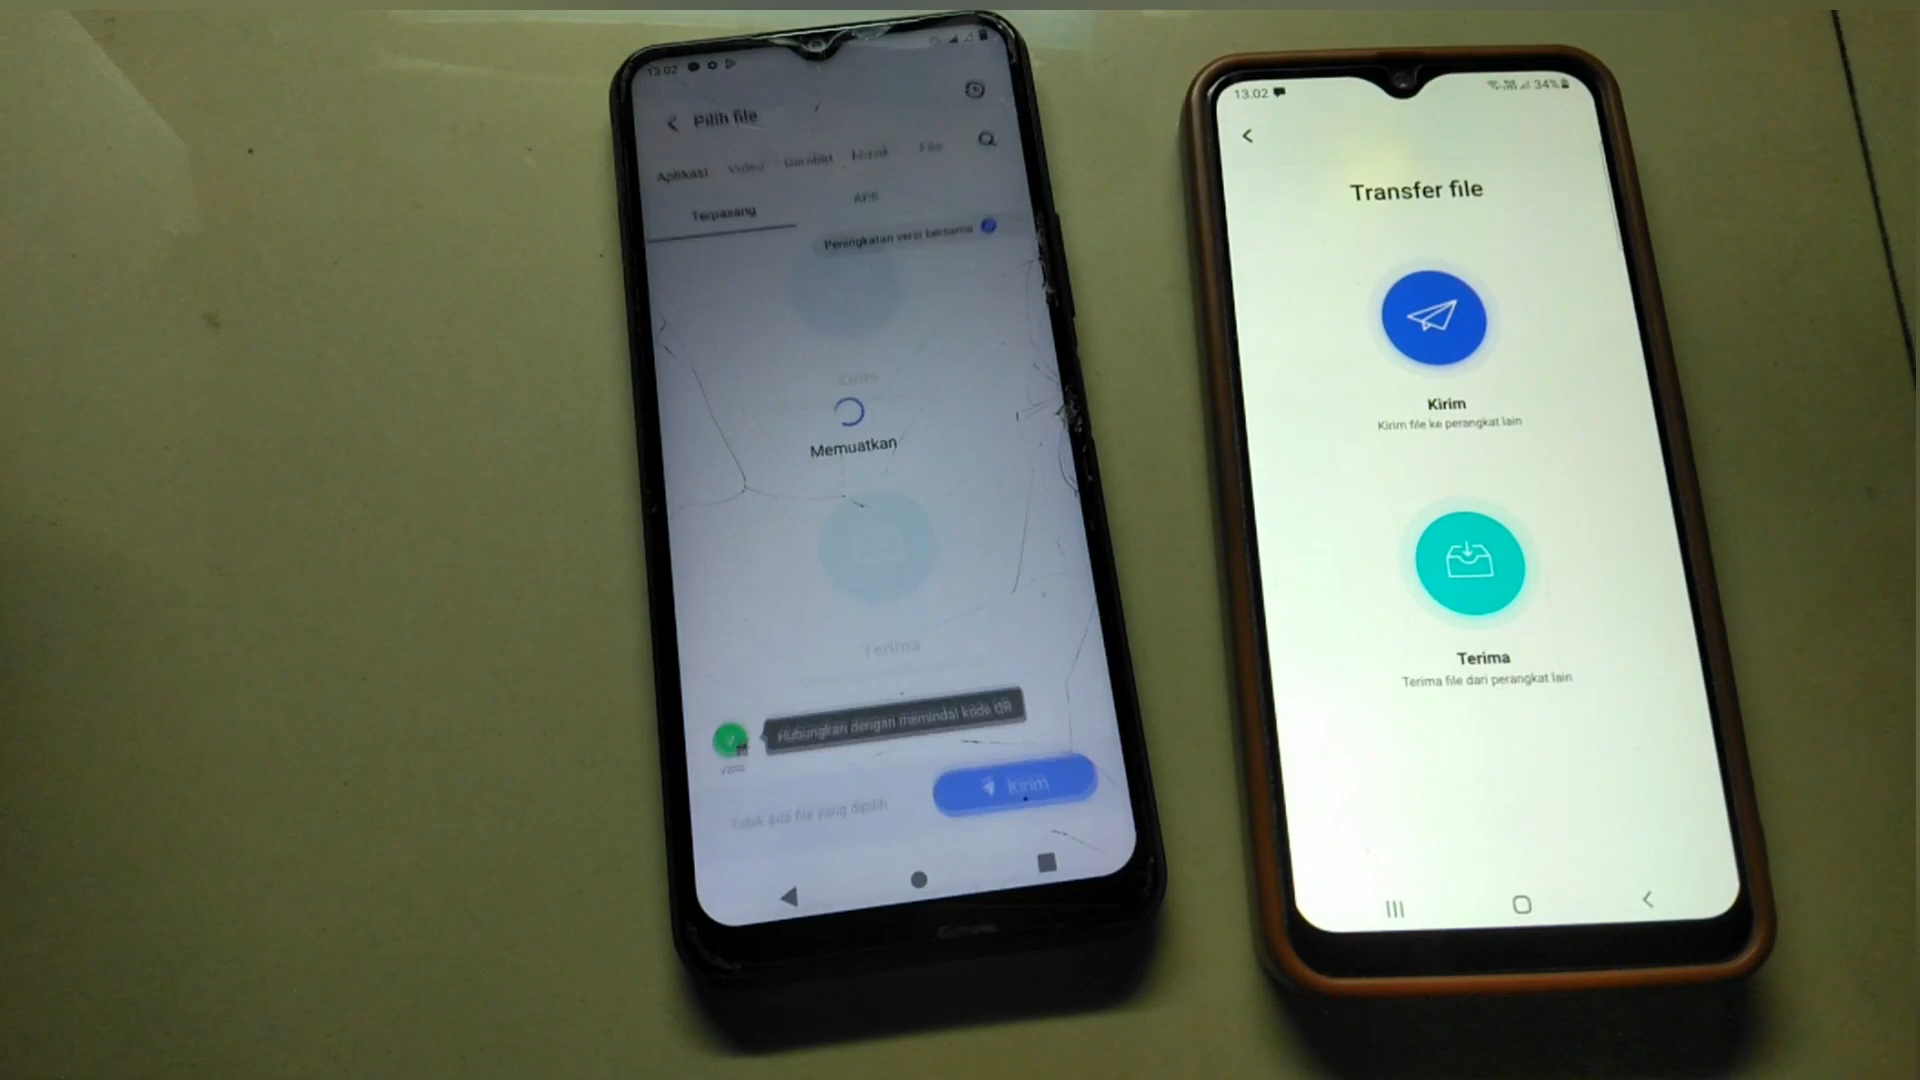 13.02
Pilih file
Aplikasi Video Gambar Musik File
Terpasang APK
Peningkatan versi bersama
Kirim
Memuatkan
Terima
Hubungkan dengan memindai kode QR
Tidak ada file yang dipilih
Kirim
13.02
34%
Transfer file
Kirim
Kirim file ke perangkat lain
Terima
Terima file dari perangkat lain